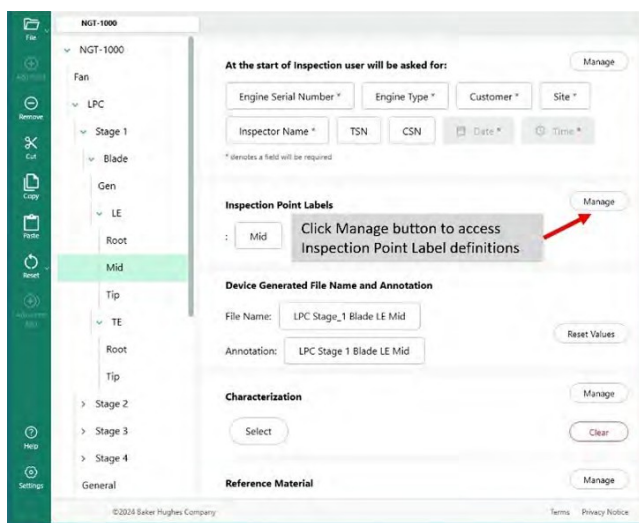 NGT-1000
File
Add Point
Remove
Cut
Copy
Paste
Reset
Help
Settings
NGT-1000
Fan
LPC
Stage 1
Blade
Gen
LE
Root
Mid
Tip
TE
Root
Tip
Stage 2
Stage 3
Stage 4
General
At the start of Inspection user will be asked for:
Manage
Engine Serial Number * Engine Type * Customer * Site *
Inspector Name * TSN CSN Date * Time *
* denotes a field will be required
Inspection Point Labels
Manage
: Mid
Click Manage button to access
Inspection Point Label definitions
Device Generated File Name and Annotation
File Name: LPC Stage_1 Blade LE Mid
Reset Values
Annotation: LPC Stage 1 Blade LE Mid
Characterization
Manage
Select
Clear
Reference Material
Manage
©2024 Baker Hughes Company
Terms Privacy Notice